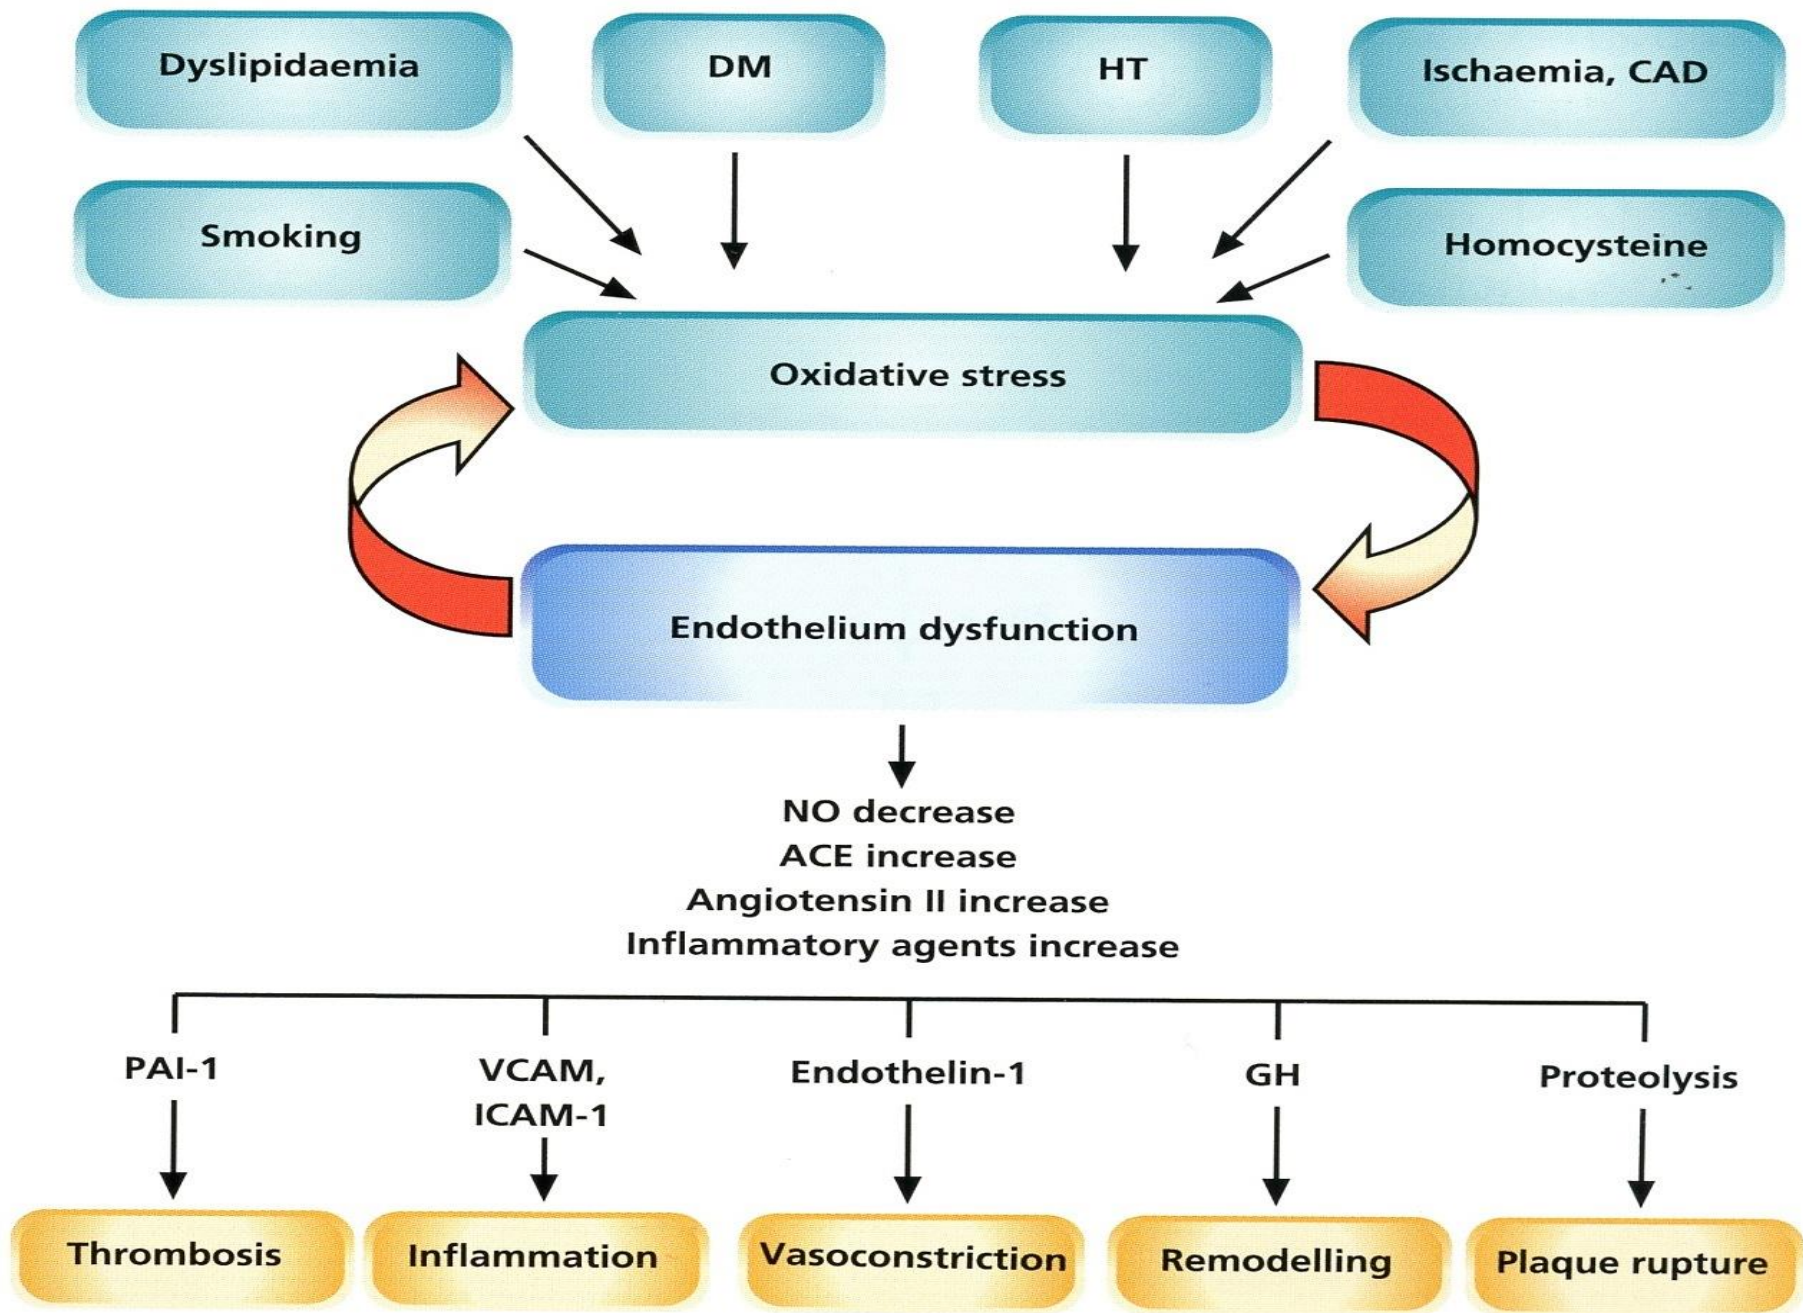 Dyslipidaemia
DM
HT
Ischaemia, CAD
Smoking
Homocysteine
Oxidative stress
Endothelium dysfunction
NO decrease
ACE increase
Angiotensin II increase
Inflammatory agents increase
PAI-1
VCAM,
ICAM-1
Endothelin-1
GH
Proteolysis
Thrombosis
Inflammation
Vasoconstriction
Remodelling
Plaque rupture